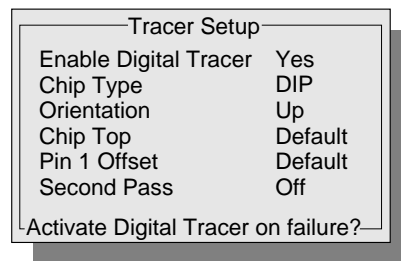 Tracer Setup
Enable Digital Tracer Yes
Chip Type DIP
Orientation Up
Chip Top Default
Pin 1 Offset Default
Second Pass Off
Activate Digital Tracer on failure?